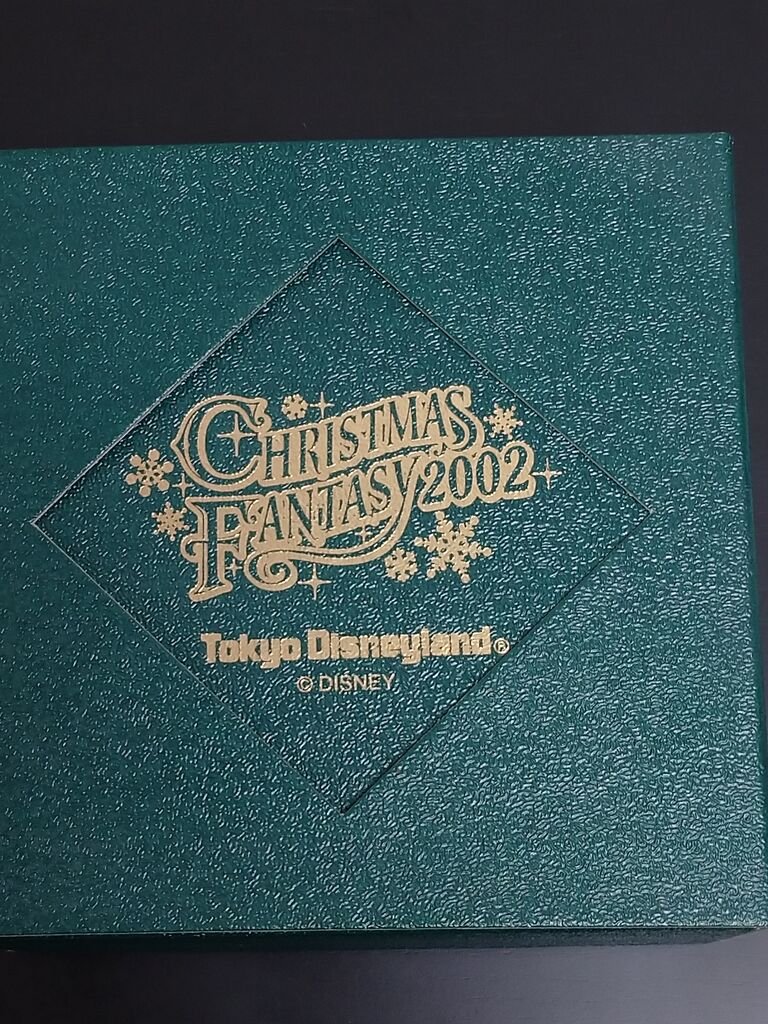 CHRISTMAS
FANTASY 2002
Tokyo Disneyland®
© DISNEY